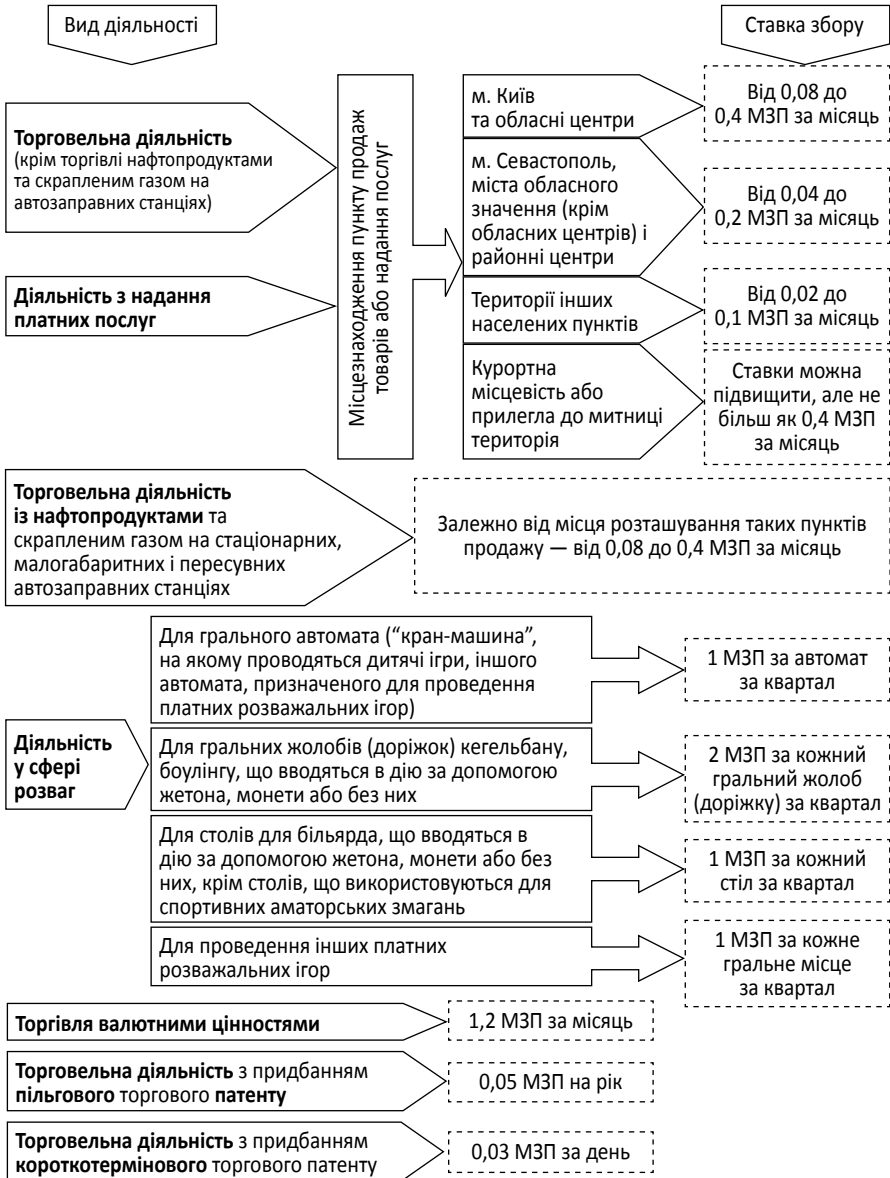 Вид діяльності
Ставка збору
Торговельна діяльність
(крім торгівлі нафтопродуктами
та скрапленим газом на
автозаправних станціях)
Діяльність з надання
платних послуг
Місцезнаходження пункту продаж
товарів або надання послуг
м. Київ
та обласні центри
Від 0,08 до
0,4 МЗП за місяць
м. Севастополь,
міста обласного
значення (крім
обласних центрів) і
районні центри
Від 0,04 до
0,2 МЗП за місяць
Території інших
населених пунктів
Від 0,02 до
0,1 МЗП за місяць
Курортна
місцевість або
прилегла до митниці
територія
Ставки можна
підвищити, але не
більш як 0,4 МЗП
за місяць
Торговельна діяльність
із нафтопродуктами та
скрапленим газом на стаціонарних,
малогабаритних і пересувних
автозаправних станціях
Залежно від місця розташування таких пунктів
продажу — від 0,08 до 0,4 МЗП за місяць
Діяльність
у сфері
розваг
Для грального автомата (“кран-машина”,
на якому проводяться дитячі ігри, іншого
автомата, призначеного для проведення
платних розважальних ігор)
1 МЗП за автомат
за квартал
Для гральних жолобів (доріжок) кегельбану,
боулінгу, що вводяться в дію за допомогою
жетона, монети або без них
2 МЗП за кожний
гральний жолоб
(доріжку) за квартал
Для столів для більярда, що вводяться в
дію за допомогою жетона, монети або без
них, крім столів, що використовуються для
спортивних аматорських змагань
1 МЗП за кожний
стіл за квартал
Для проведення інших платних
розважальних ігор
1 МЗП за кожне
гральне місце
за квартал
Торгівля валютними цінностями
1,2 МЗП за місяць
Торговельна діяльність з придбанням
пільгового торгового патенту
0,05 МЗП на рік
Торговельна діяльність з придбанням
короткотермінового торгового патенту
0,03 МЗП за день